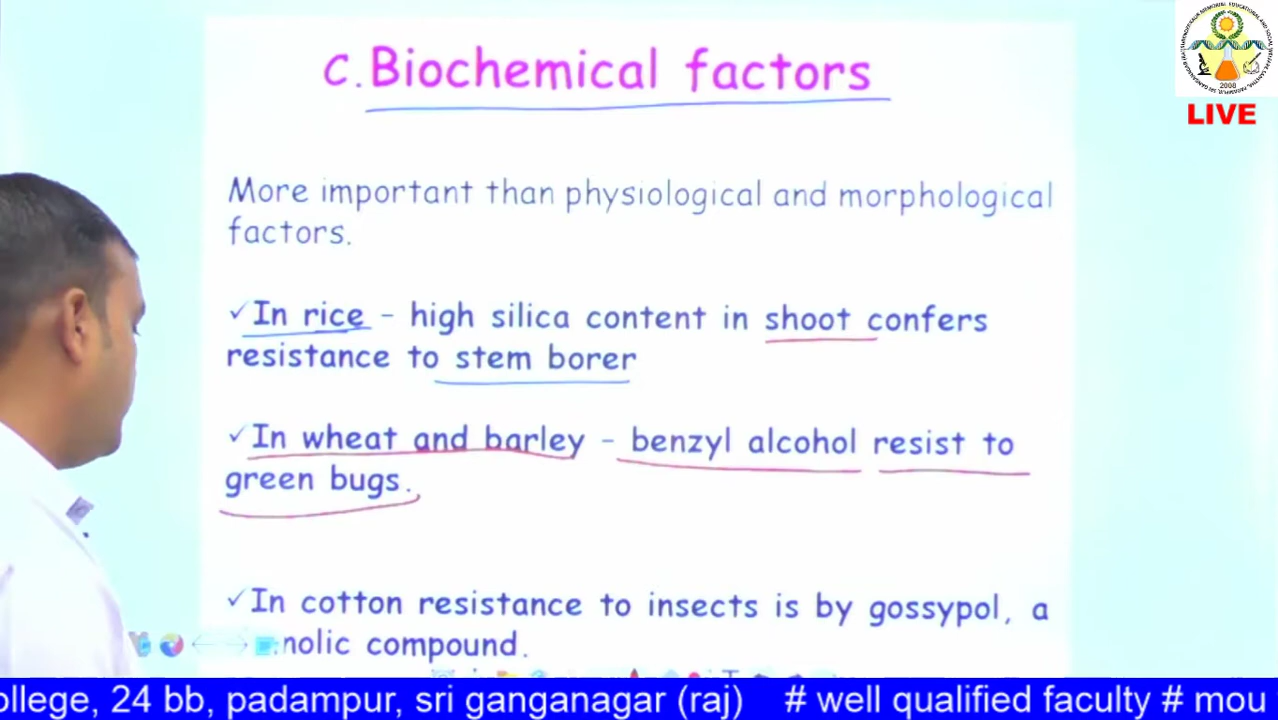 C. Biochemical factors
LIVE
2008
More important than physiological and morphological
factors.
✓In rice - high silica content in shoot confers
resistance to stem borer
✓In wheat and barley - benzyl alcohol resist to
green bugs.
✓In cotton resistance to insects is by gossypol, a
nolic compound.
ollege, 24 bb, padampur, sri ganganagar (raj) # well qualified faculty # mou